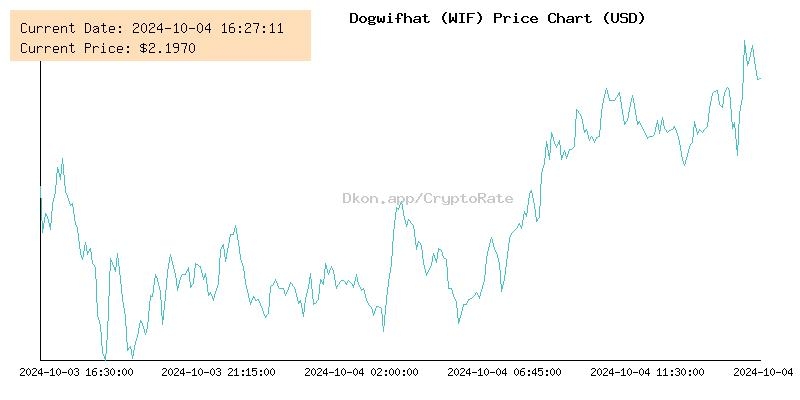 Dogwifhat (WIF) Price Chart (USD)
Current Date: 2024-10-04 16:27:11
Current Price: $2.1970
Dkon.app/CryptoRate
2024-10-03 16:30:00 2024-10-03 21:15:00 2024-10-04 02:00:00 2024-10-04 06:45:00 2024-10-04 11:30:00 2024-10-04